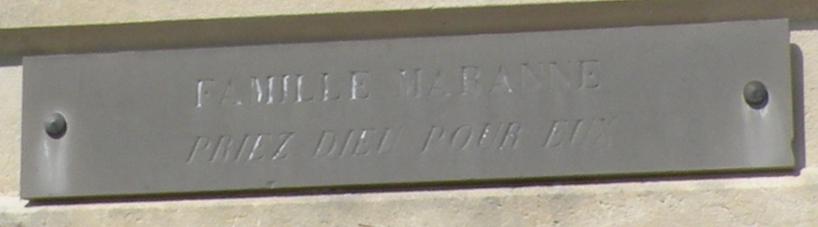 FAMILLE MARANNE
PRIEZ DIEU POUR EUX